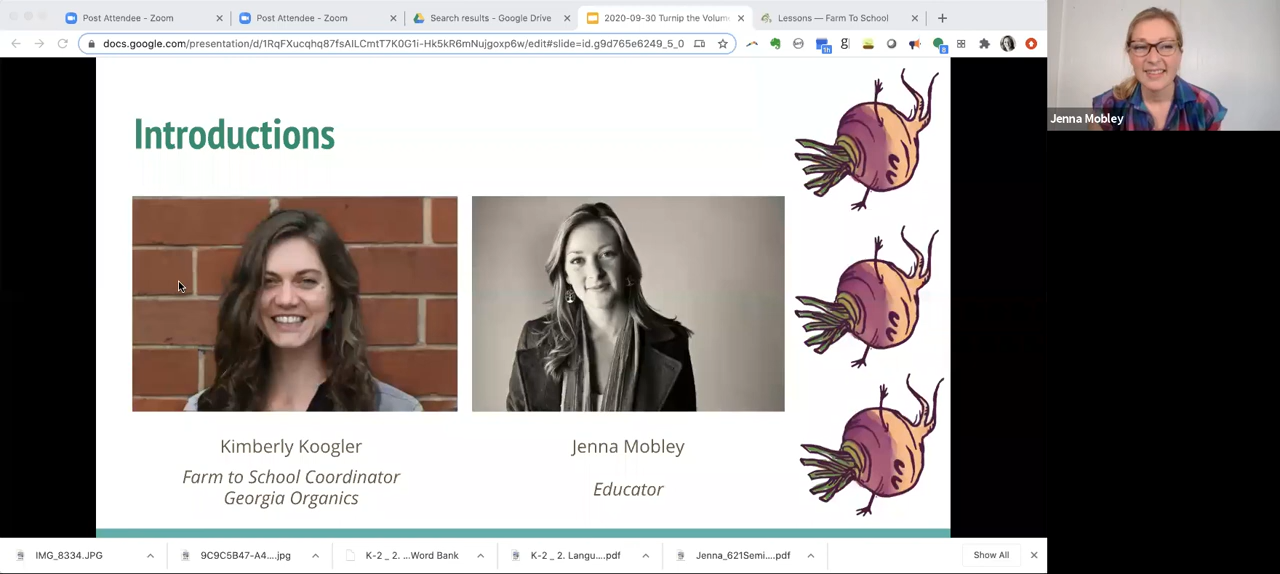 Post Attendee - Zoom
Post Attendee - Zoom
Search results - Google Drive
2020-09-30 Turnip the Volum
Lessons — Farm To School
docs.google.com/presentation/d/1RqFXucqhq87fsAILCmtT7K0G1i-Hk5kR6mNujgoxp6w/edit#slide=id.g9d765e6249_5_0
1h
g
8
Jenna Mobley
Introductions
Kimberly Koogler
Farm to School Coordinator
Georgia Organics
Jenna Mobley
Educator
IMG_8334.JPG
9C9C5B47-A4....jpg
K-2 _ 2. ...Word Bank
K-2 _ 2. Langu....pdf
Jenna_621Semi....pdf
Show All